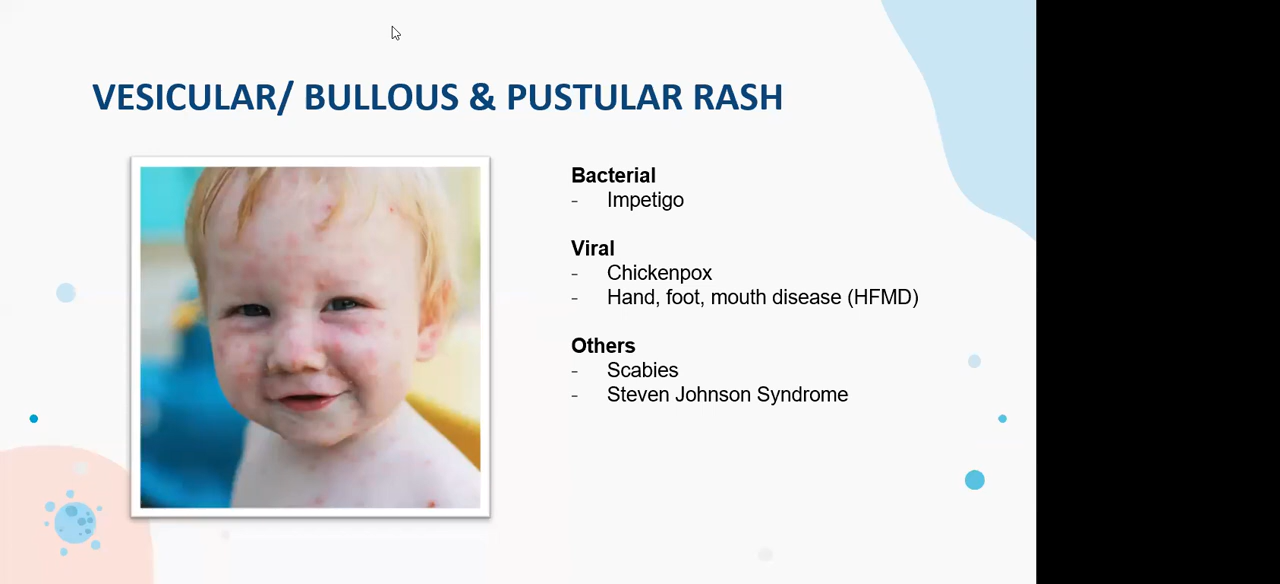 VESICULAR/ BULLOUS & PUSTULAR RASH
Bacterial
- Impetigo
Viral
- Chickenpox
- Hand, foot, mouth disease (HFMD)
Others
- Scabies
- Steven Johnson Syndrome